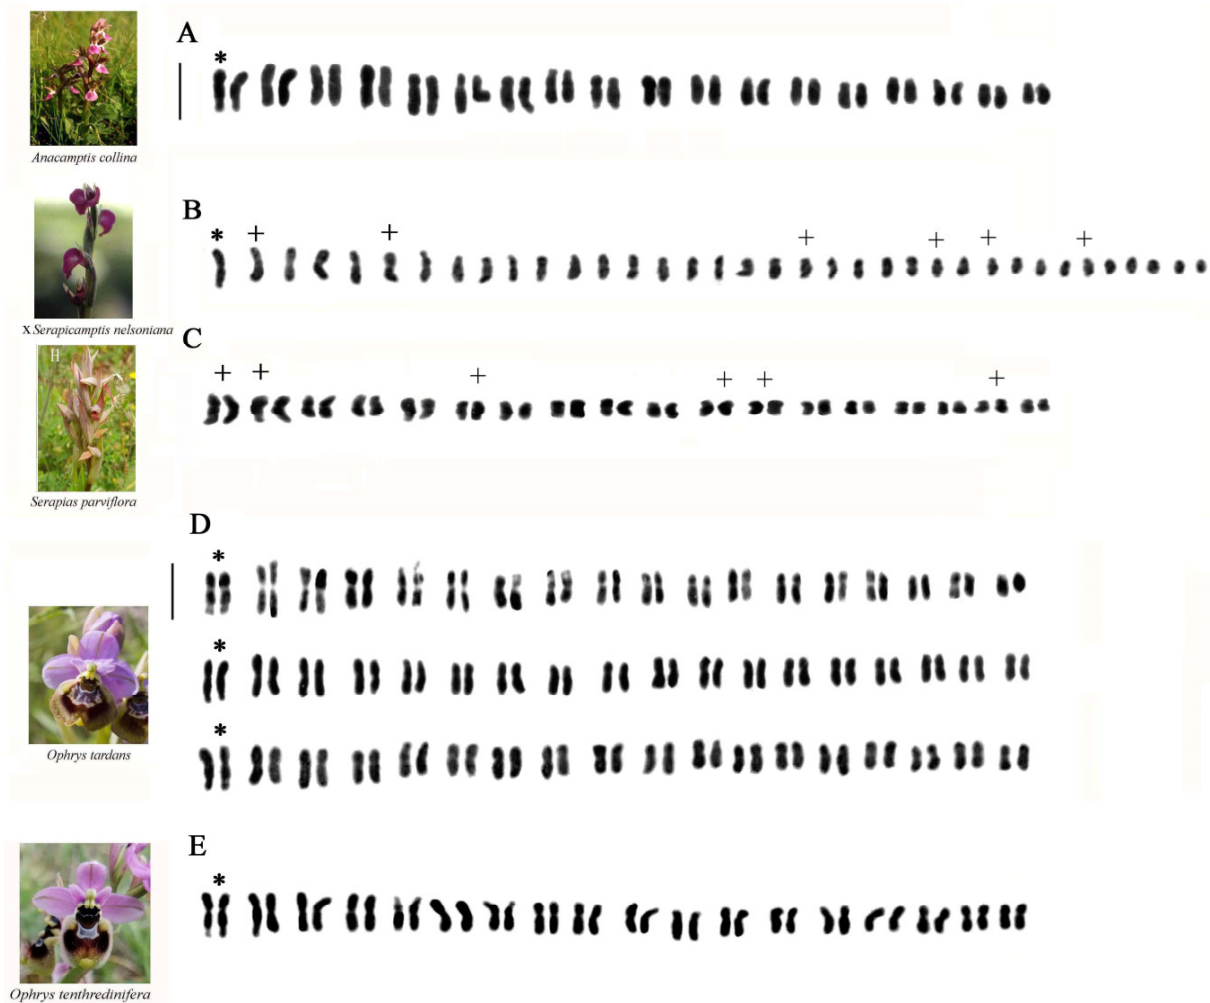 A
*
Anacamptis collina
B
* + + + + + +
x Serapicamptis nelsoniana
C
H
+ + + + + +
Serapias parviflora
D
*
*
Ophrys tardans
*
E
*
Ophrys tenthredinifera